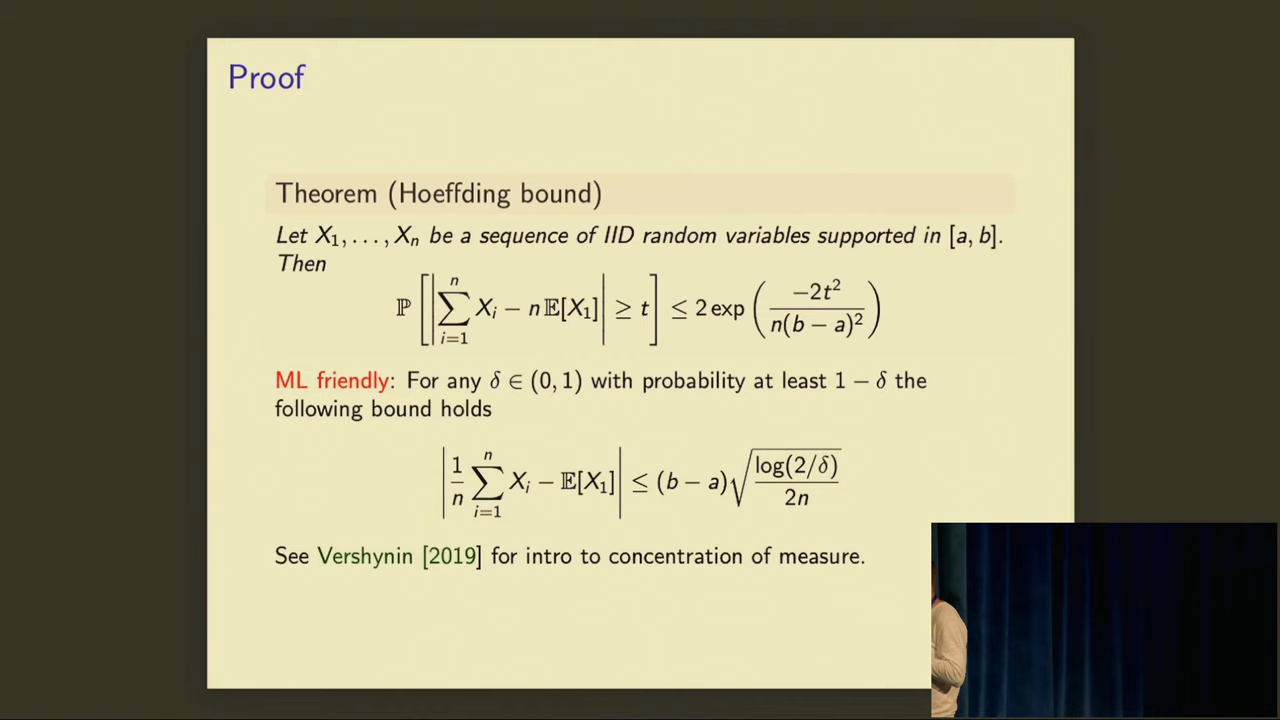 Proof
Theorem (Hoeffding bound)
Let X₁, . . . , Xₙ be a sequence of IID random variables supported in [a, b].
Then
ℙ [ | ∑ᵢ₌₁ⁿ Xᵢ − n 𝔼[X₁] | ≥ t ] ≤ 2 exp ( −2t² / n(b − a)² )
ML friendly: For any δ ∈ (0, 1) with probability at least 1 − δ the
following bound holds
| 1/n ∑ᵢ₌₁ⁿ Xᵢ − 𝔼[X₁] | ≤ (b − a) √( log(2/δ) / 2n )
See Vershynin [2019] for intro to concentration of measure.